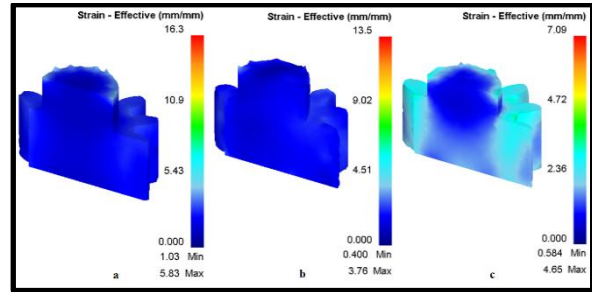 Strain - Effective (mm/mm)
16.3
10.9
5.43
0.000
1.03 Min
5.83 Max
a
Strain - Effective (mm/mm)
13.5
9.02
4.51
0.000
0.400 Min
3.76 Max
b
Strain - Effective (mm/mm)
7.09
4.72
2.36
0.000
0.584 Min
4.65 Max
c